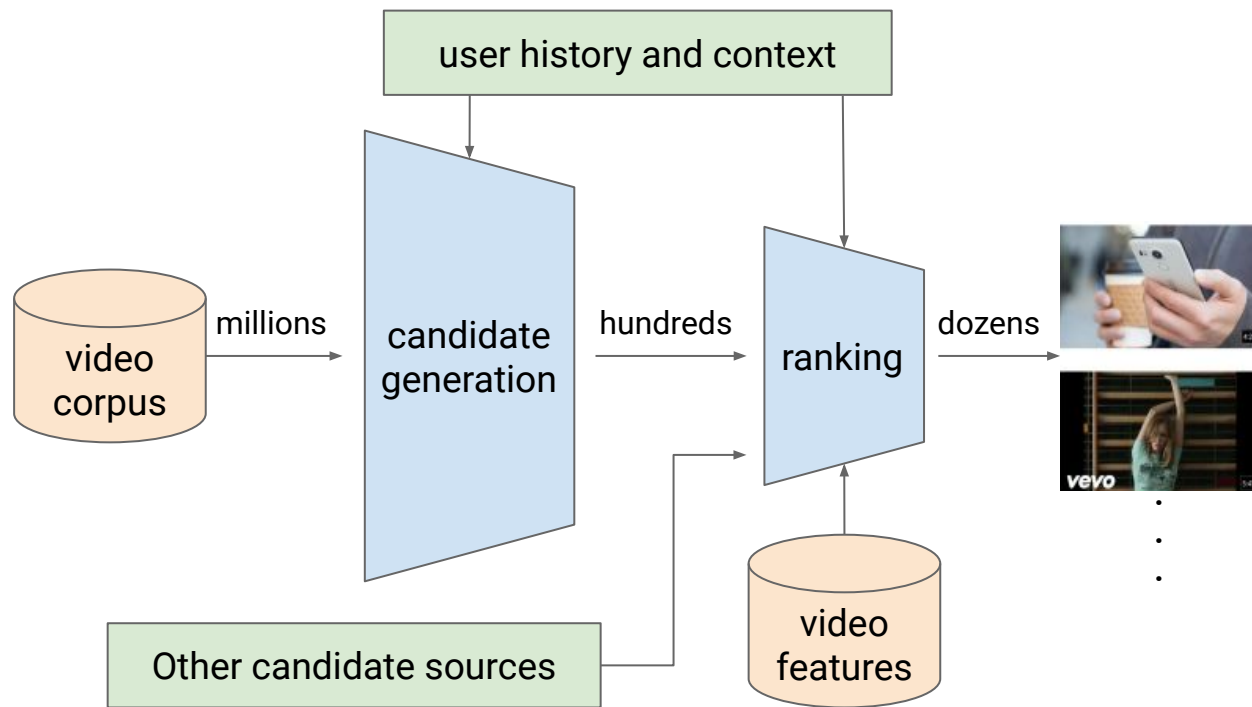 user history and context
millions
hundreds
dozens
video
corpus
candidate
generation
ranking
vevo
Other candidate sources
video
features